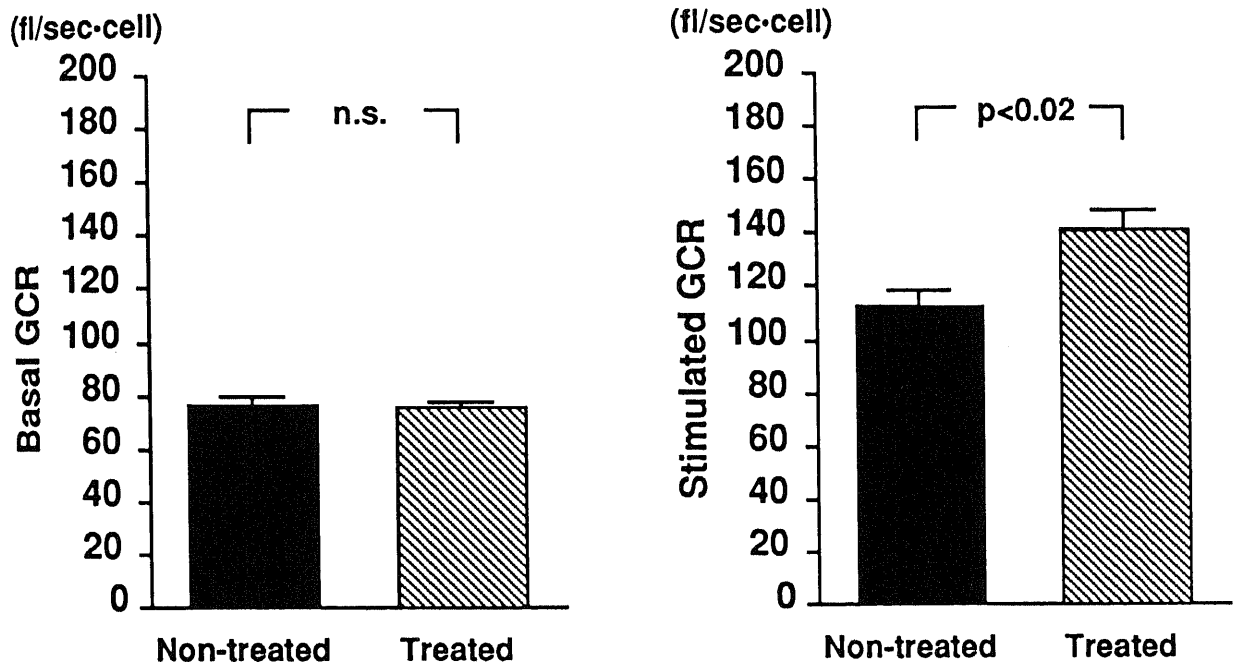 (fl/sec·cell)
200
180
160
140
120
100
80
60
40
20
0
Basal GCR
n.s.
Non-treated
Treated
(fl/sec·cell)
200
180
160
140
120
100
80
60
40
20
0
Stimulated GCR
p<0.02
Non-treated
Treated